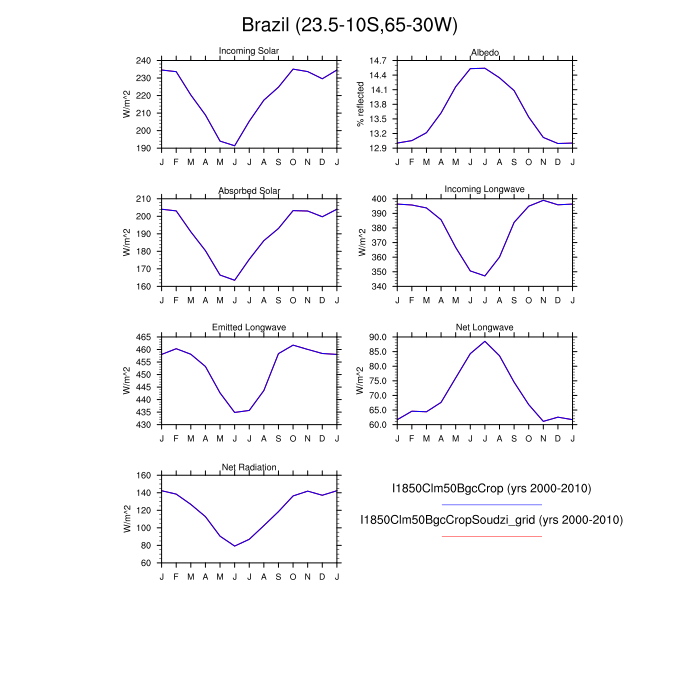 Brazil (23.5-10S,65-30W)
Incoming Solar
W/m^2
240
230
220
210
200
190
J F M A M J J A S O N D J
Albedo
% reflected
14.7
14.4
14.1
13.8
13.5
13.2
12.9
J F M A M J J A S O N D J
Absorbed Solar
W/m^2
210
200
190
180
170
160
J F M A M J J A S O N D J
Incoming Longwave
W/m^2
400
390
380
370
360
350
340
J F M A M J J A S O N D J
Emitted Longwave
W/m^2
465
460
455
450
445
440
435
430
J F M A M J J A S O N D J
Net Longwave
W/m^2
90.0
85.0
80.0
75.0
70.0
65.0
60.0
J F M A M J J A S O N D J
Net Radiation
W/m^2
160
140
120
100
80
60
J F M A M J J A S O N D J
I1850Clm50BgcCrop (yrs 2000-2010)
I1850Clm50BgcCropSoudzi_grid (yrs 2000-2010)